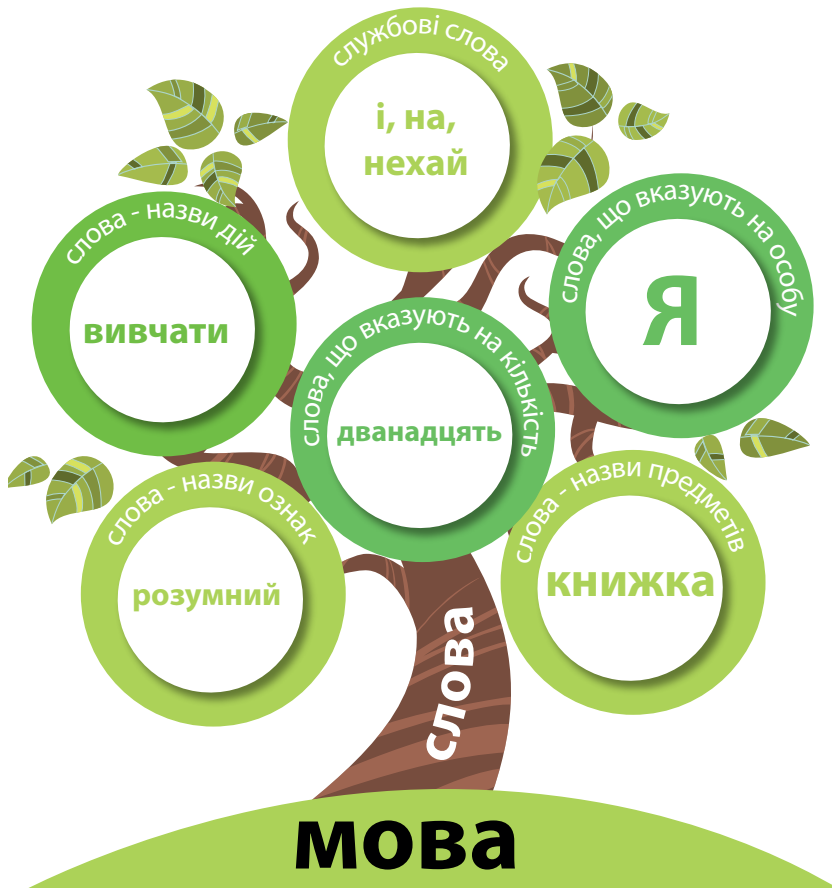 службові слова
і, на,
нехай
слова - назви дій
вивчати
слова, що вказують на особу
Я
слова, що вказують на кількість
дванадцять
слова - назви ознак
розумний
слова - назви предметів
книжка
слова
мова